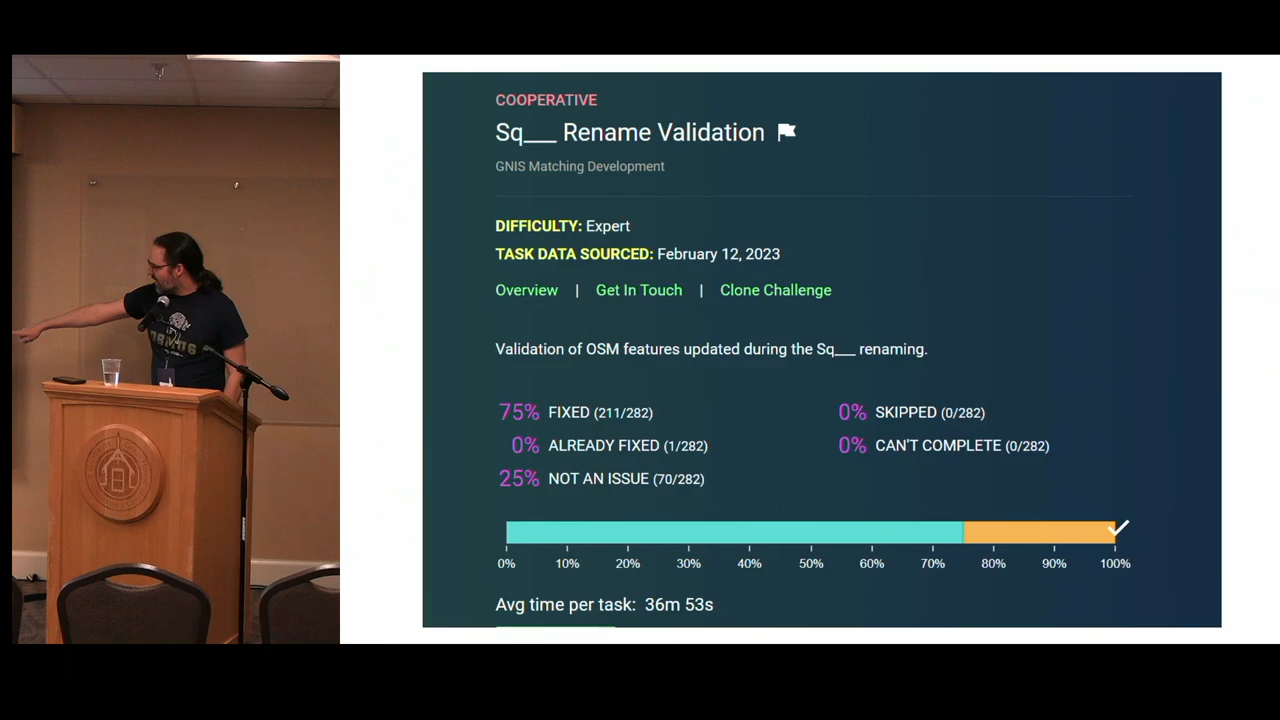 COOPERATIVE
Sq___ Rename Validation
GNIS Matching Development
DIFFICULTY: Expert
TASK DATA SOURCED: February 12, 2023
Overview | Get In Touch | Clone Challenge
Validation of OSM features updated during the Sq___ renaming.
75% FIXED (211/282)
0% SKIPPED (0/282)
0% ALREADY FIXED (1/282)
0% CAN'T COMPLETE (0/282)
25% NOT AN ISSUE (70/282)
0% 10% 20% 30% 40% 50% 60% 70% 80% 90% 100%
Avg time per task: 36m 53s